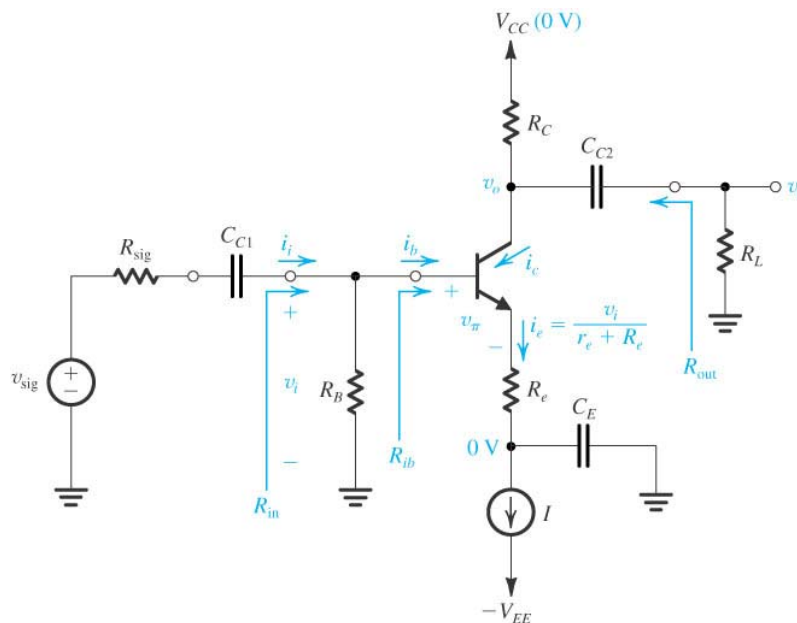 V_CC (0 V)
R_C
C_C2
v_o
v
R_sig
C_C1
i_i
i_b
i_c
R_L
+
+
v_π
i_e = v_i / (r_e + R_e)
−
R_out
+
−
v_sig
v_i
R_B
R_e
C_E
−
R_ib
0 V
R_in
I
−V_EE